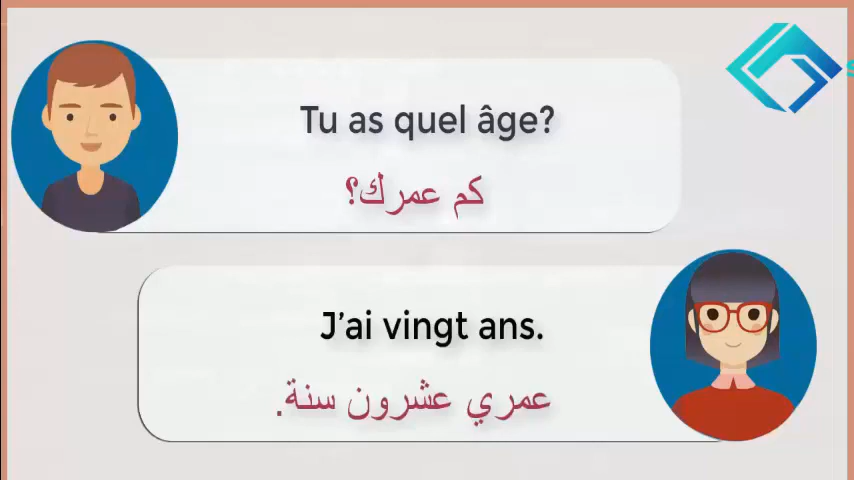 Tu as quel âge?
كم عمرك؟
J'ai vingt ans.
عمري عشرون سنة.